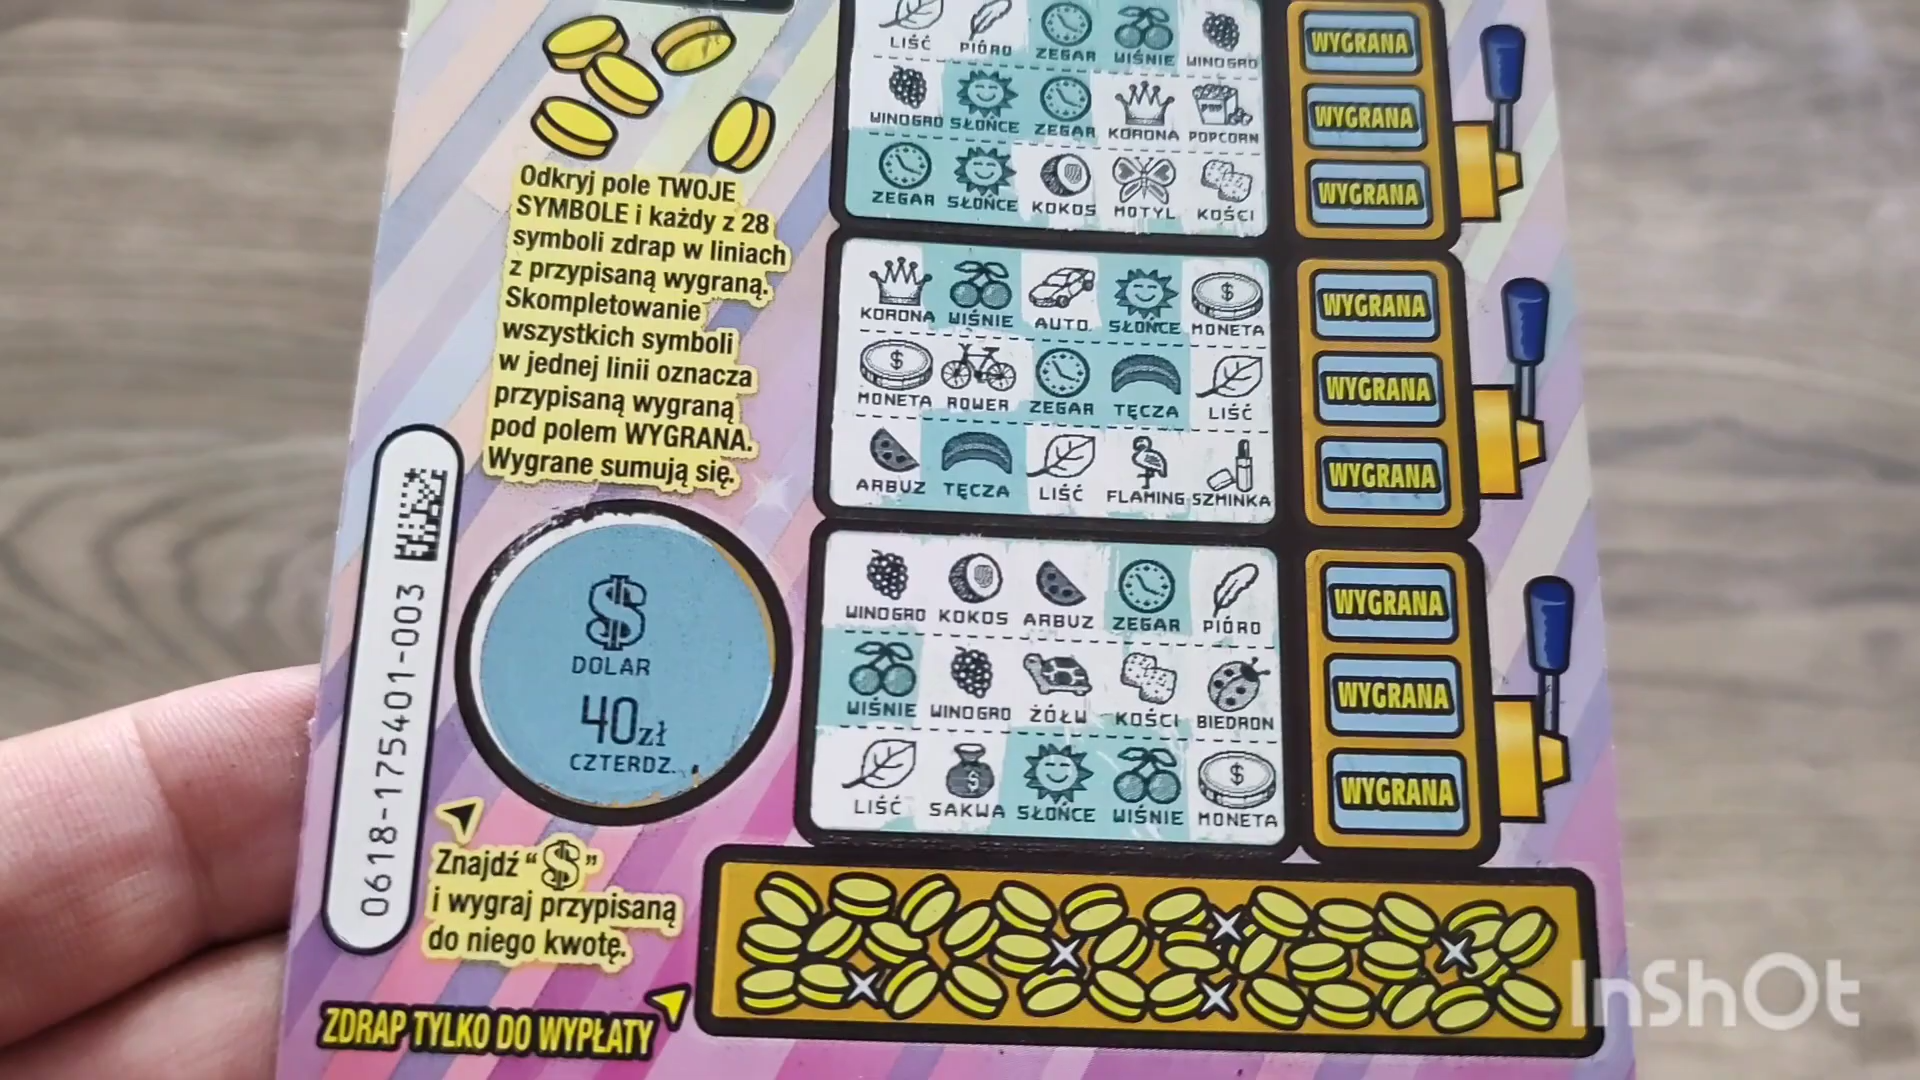 LIŚĆ PIÓRO ZEGAR WIŚNIE WINOGRO
WYGRANA
WINOGRO SŁOŃCE ZEGAR KORONA POPCORN
WYGRANA
ZEGAR SŁOŃCE KOKOS MOTYL KOŚCI
WYGRANA
Odkryj pole TWOJE
SYMBOLE i każdy z 28
symboli zdrap w liniach
z przypisaną wygraną.
Skompletowanie
wszystkich symboli
w jednej linii oznacza
przypisaną wygraną
pod polem WYGRANA.
Wygrane sumują się.
KORONA WIŚNIE AUTO SŁOŃCE MONETA
WYGRANA
MONETA ROWER ZEGAR TĘCZA LIŚĆ
WYGRANA
ARBUZ TĘCZA LIŚĆ FLAMING SZMINKA
WYGRANA
0618-175401-003
$
DOLAR
40zł
CZTERDZ.
WINOGRO KOKOS ARBUZ ZEGAR PIÓRO
WYGRANA
WIŚNIE WINOGRO ŻÓŁW KOŚCI BIEDRON
WYGRANA
LIŚĆ SAKWA SŁOŃCE WIŚNIE MONETA
WYGRANA
Znajdź “$”
i wygraj przypisaną
do niego kwotę.
ZDRAP TYLKO DO WYPŁATY
InShOt